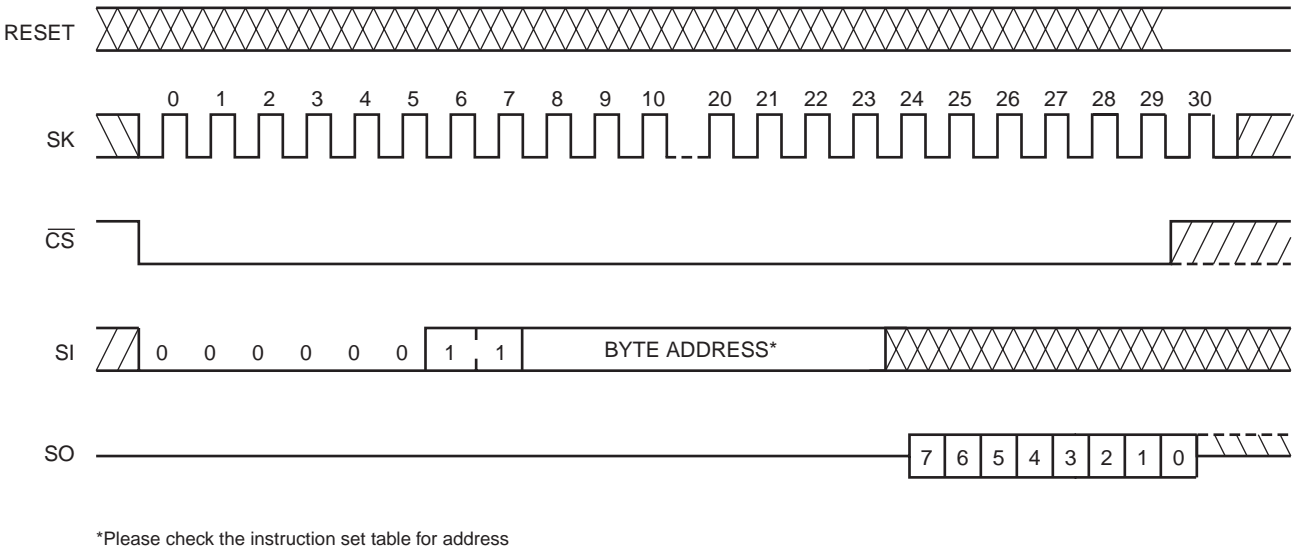 RESET
0 1 2 3 4 5 6 7 8 9 10 20 21 22 23 24 25 26 27 28 29 30
SK
CS
SI 0 0 0 0 0 0 1 1 BYTE ADDRESS*
SO 7 6 5 4 3 2 1 0
*Please check the instruction set table for address